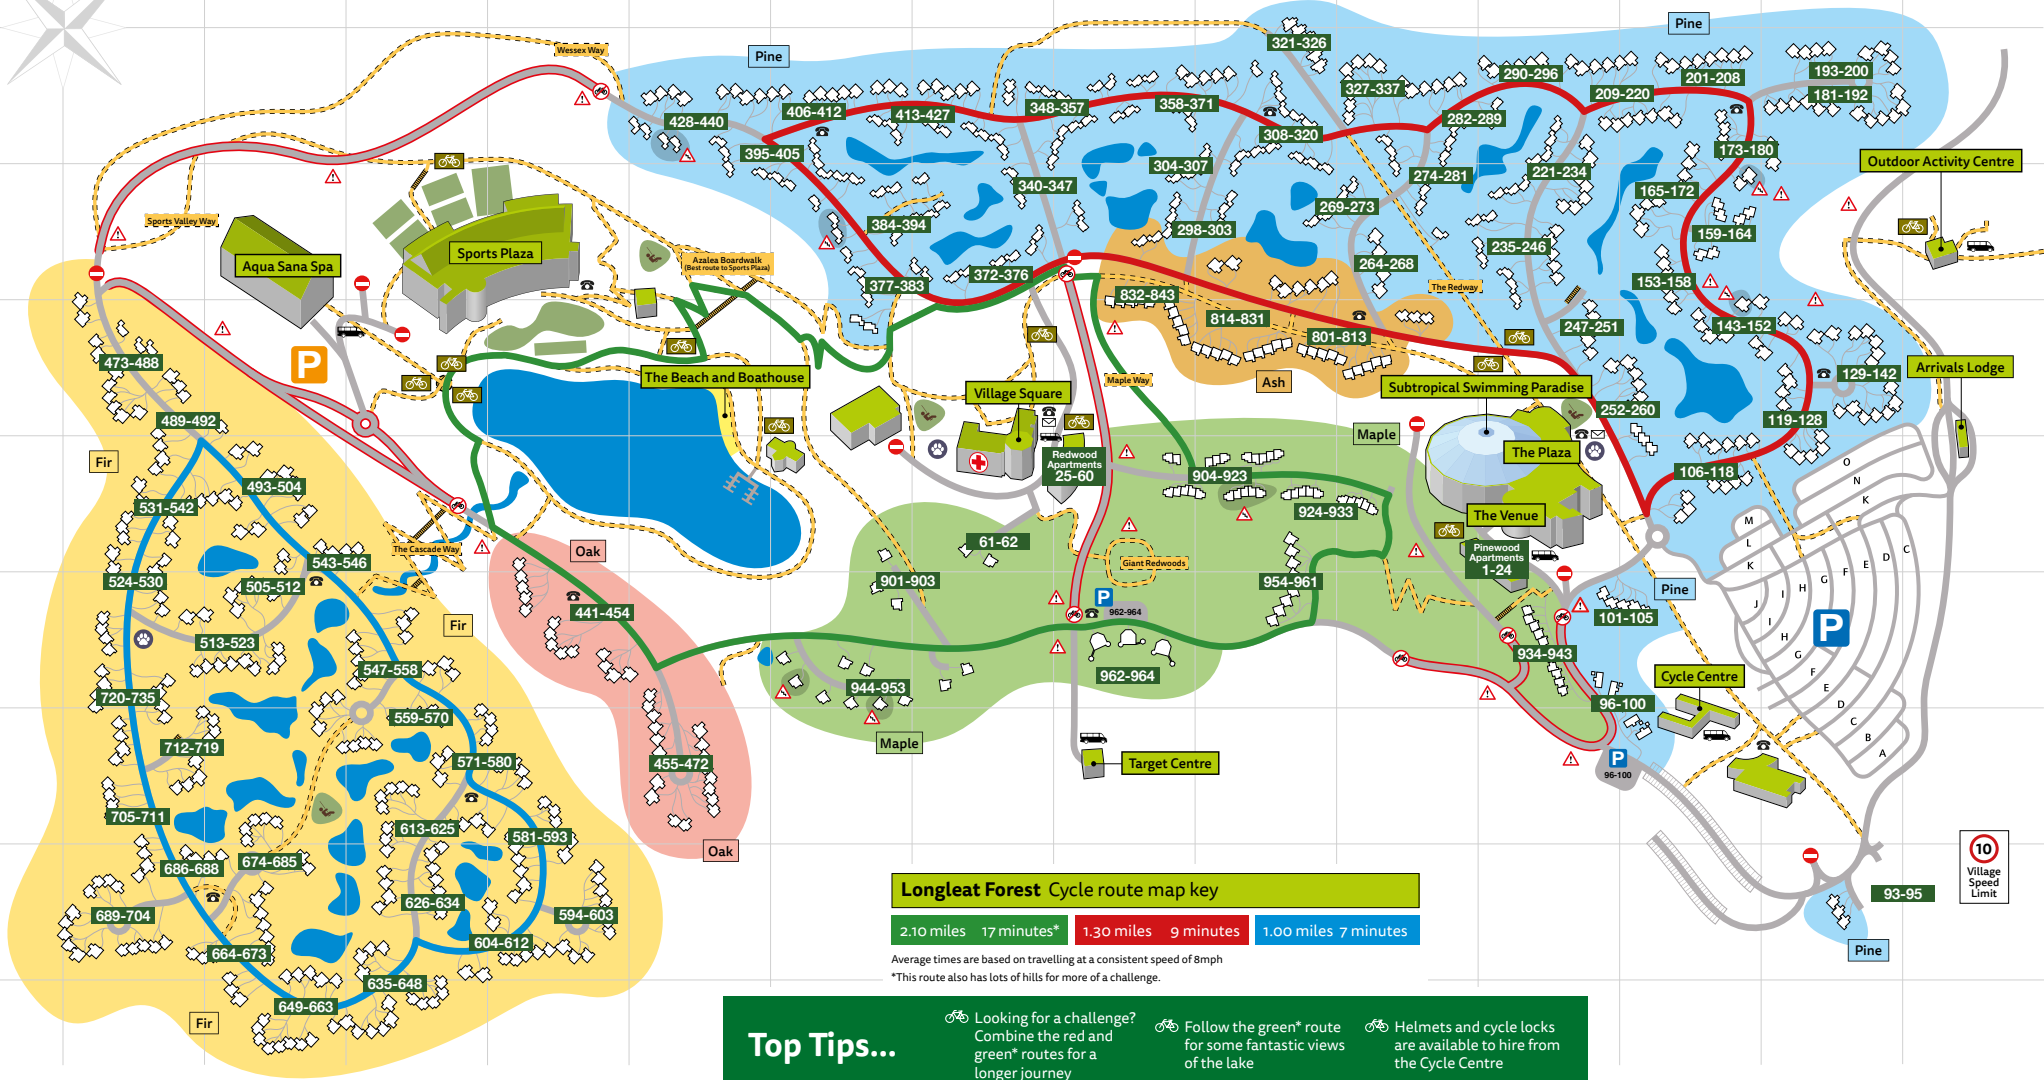 Pine
321-326
Pine
Wessex Way
290-296
201-208
193-200
327-337
209-220
181-192
406-412
348-357
358-371
413-427
428-440
282-289
308-320
395-405
173-180
304-307
Outdoor Activity Centre
274-281
221-234
340-347
165-172
Sports Valley Way
269-273
384-394
298-303
159-164
235-246
Sports Plaza
Azalea Boardwalk
(Best route to Sports Plaza)
Aqua Sana Spa
264-268
372-376
153-158
377-383
The Redway
832-843
814-831
247-251
143-152
801-813
473-488
P
The Beach and Boathouse
Maple Way
Ash
Subtropical Swimming Paradise
Arrivals Lodge
129-142
Village Square
489-492
252-260
119-128
Maple
Fir
Redwood
Apartments
25-60
The Plaza
O
N
K
106-118
904-923
493-504
531-542
924-933
The Venue
M
L
K
J
I
H
G
F
E
D
C
61-62
The Cascade Way
Oak
Giant Redwoods
Pinewood
Apartments
1-24
543-546
505-512
524-530
901-903
954-961
Pine
P
962-964
441-454
101-105
P
I
H
G
F
E
D
C
B
A
Fir
513-523
934-943
547-558
962-964
Cycle Centre
720-735
944-953
96-100
559-570
Maple
712-719
571-580
455-472
Target Centre
P
96-100
705-711
613-625
581-593
Oak
10
Village
Speed
Limit
674-685
686-688
Longleat Forest Cycle route map key
93-95
626-634
689-704
594-603
2.10 miles 17 minutes*
1.30 miles 9 minutes
1.00 miles 7 minutes
604-612
664-673
Pine
Average times are based on travelling at a consistent speed of 8mph
*This route also has lots of hills for more of a challenge.
635-648
649-663
Fir
Top Tips...
Looking for a challenge?
Combine the red and
green* routes for a
longer journey
Follow the green* route
for some fantastic views
of the lake
Helmets and cycle locks
are available to hire from
the Cycle Centre